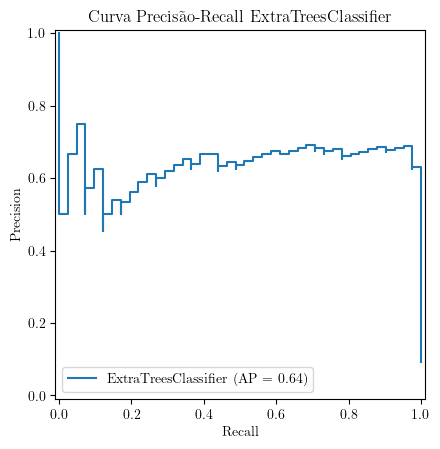 Curva Precisão-Recall ExtraTreesClassifier
1.0
0.8
0.6
0.4
0.2
0.0
Precision
ExtraTreesClassifier (AP = 0.64)
0.0 0.2 0.4 0.6 0.8 1.0
Recall